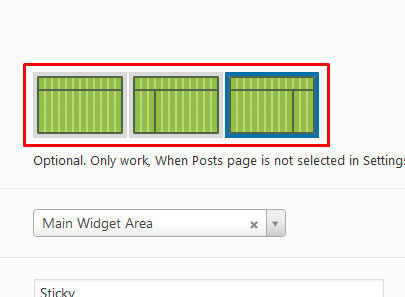 Optional. Only work, When Posts page is not selected in Settings
Main Widget Area
Sticky